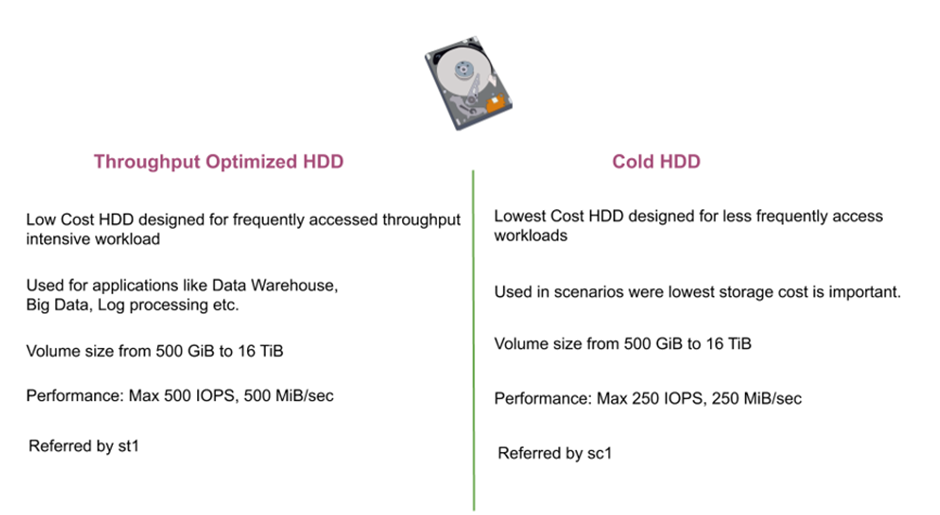 Throughput Optimized HDD
Low Cost HDD designed for frequently accessed throughput
intensive workload
Used for applications like Data Warehouse,
Big Data, Log processing etc.
Volume size from 500 GiB to 16 TiB
Performance: Max 500 IOPS, 500 MiB/sec
Referred by st1
Cold HDD
Lowest Cost HDD designed for less frequently access
workloads
Used in scenarios were lowest storage cost is important.
Volume size from 500 GiB to 16 TiB
Performance: Max 250 IOPS, 250 MiB/sec
Referred by sc1